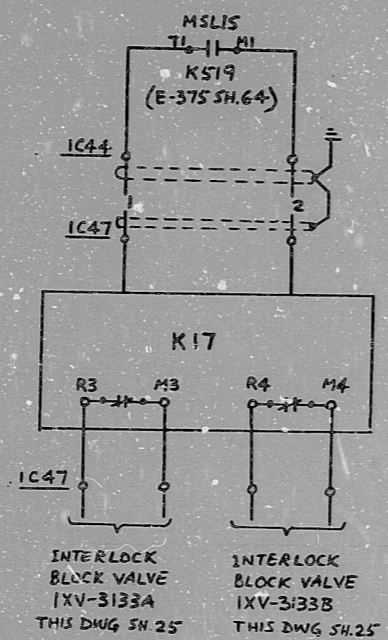 MSLIS
T1 M1
K519
(E-375 SH.64)
1C44
1 2
1C47
K17
R3 M3 R4 M4
1C47
INTERLOCK
BLOCK VALVE
1XV-3133A
THIS DWG SH.25
INTERLOCK
BLOCK VALVE
1XV-3133B
THIS DWG SH.25